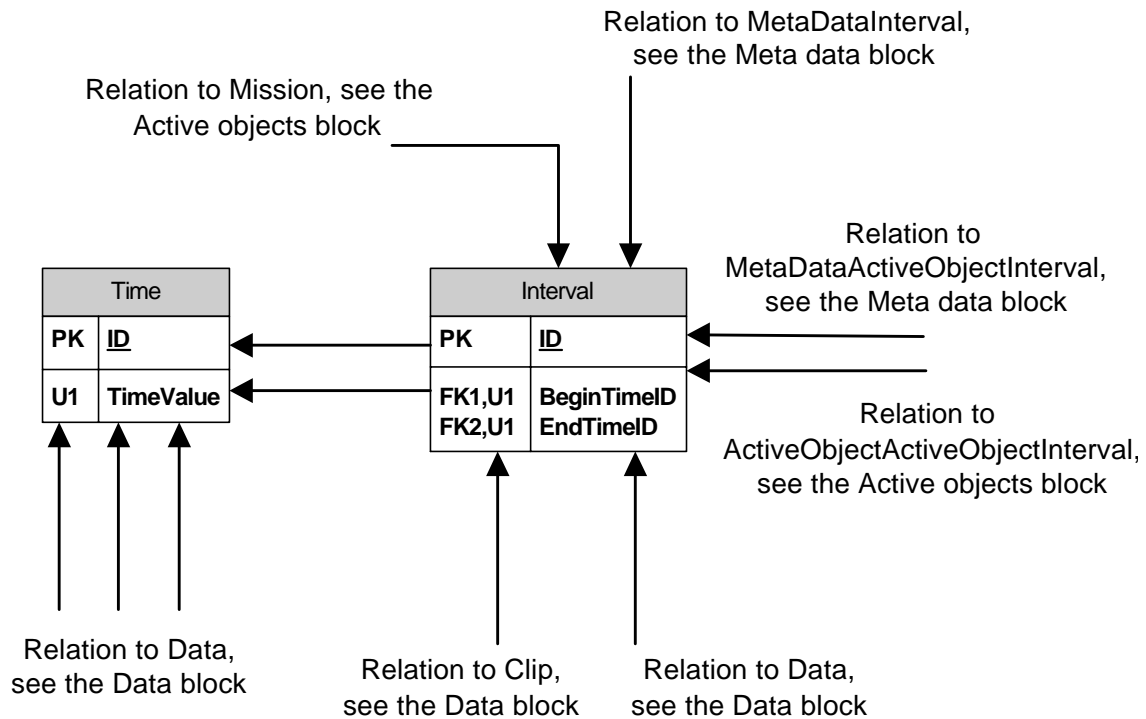 Relation to MetaDataInterval,
see the Meta data block
Relation to Mission, see the
Active objects block
Relation to
MetaDataActiveObjectInterval,
see the Meta data block
Time
PK ID
U1 TimeValue
Interval
PK ID
FK1,U1 BeginTimeID
FK2,U1 EndTimeID
Relation to
ActiveObjectActiveObjectInterval,
see the Active objects block
Relation to Data,
see the Data block
Relation to Clip,
see the Data block
Relation to Data,
see the Data block